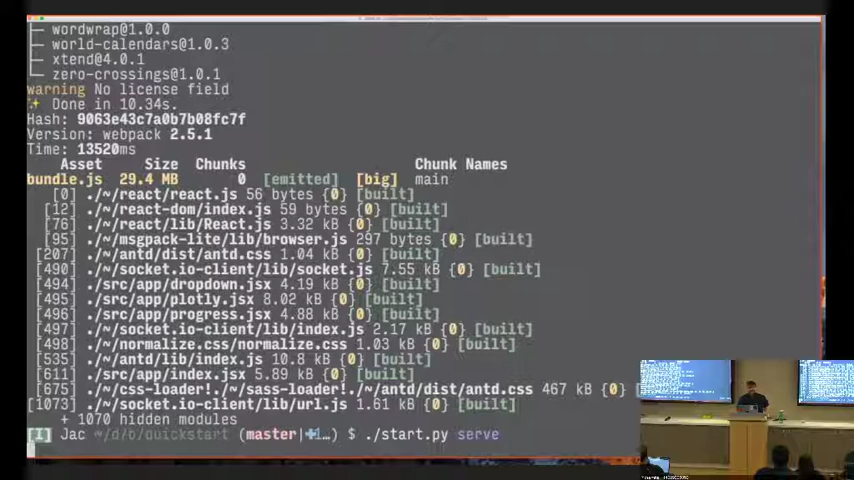 ├─ wordwrap@1.0.0
├─ world-calendars@1.0.3
├─ xtend@4.0.1
└─ zero-crossings@1.0.1
warning No license field
✨ Done in 10.34s.
Hash: 9063e43c7a0b7b08fc7f
Version: webpack 2.5.1
Time: 13520ms
Asset Size Chunks Chunk Names
bundle.js 29.4 MB 0 [emitted] [big] main
[0] ./~/react/react.js 56 bytes {0} [built]
[12] ./~/react-dom/index.js 59 bytes {0} [built]
[76] ./~/react/lib/React.js 3.32 kB {0} [built]
[95] ./~/msgpack-lite/lib/browser.js 297 bytes {0} [built]
[207] ./~/antd/dist/antd.css 1.04 kB {0} [built]
[490] ./~/socket.io-client/lib/socket.js 7.55 kB {0} [built]
[494] ./src/app/dropdown.jsx 4.19 kB {0} [built]
[495] ./src/app/plotly.jsx 8.02 kB {0} [built]
[496] ./src/app/progress.jsx 4.88 kB {0} [built]
[497] ./~/socket.io-client/lib/index.js 2.17 kB {0} [built]
[498] ./~/normalize.css/normalize.css 1.03 kB {0} [built]
[535] ./~/antd/lib/index.js 10.8 kB {0} [built]
[611] ./src/app/index.jsx 5.89 kB {0} [built]
[675] ./~/css-loader!./~/sass-loader!./~/antd/dist/antd.css 467 kB {0} [
[1073] ./~/socket.io-client/lib/url.js 1.61 kB {0} [built]
+ 1070 hidden modules
[I] Jac ~/d/b/quickstart (master|✚1…) $ ./start.py serve